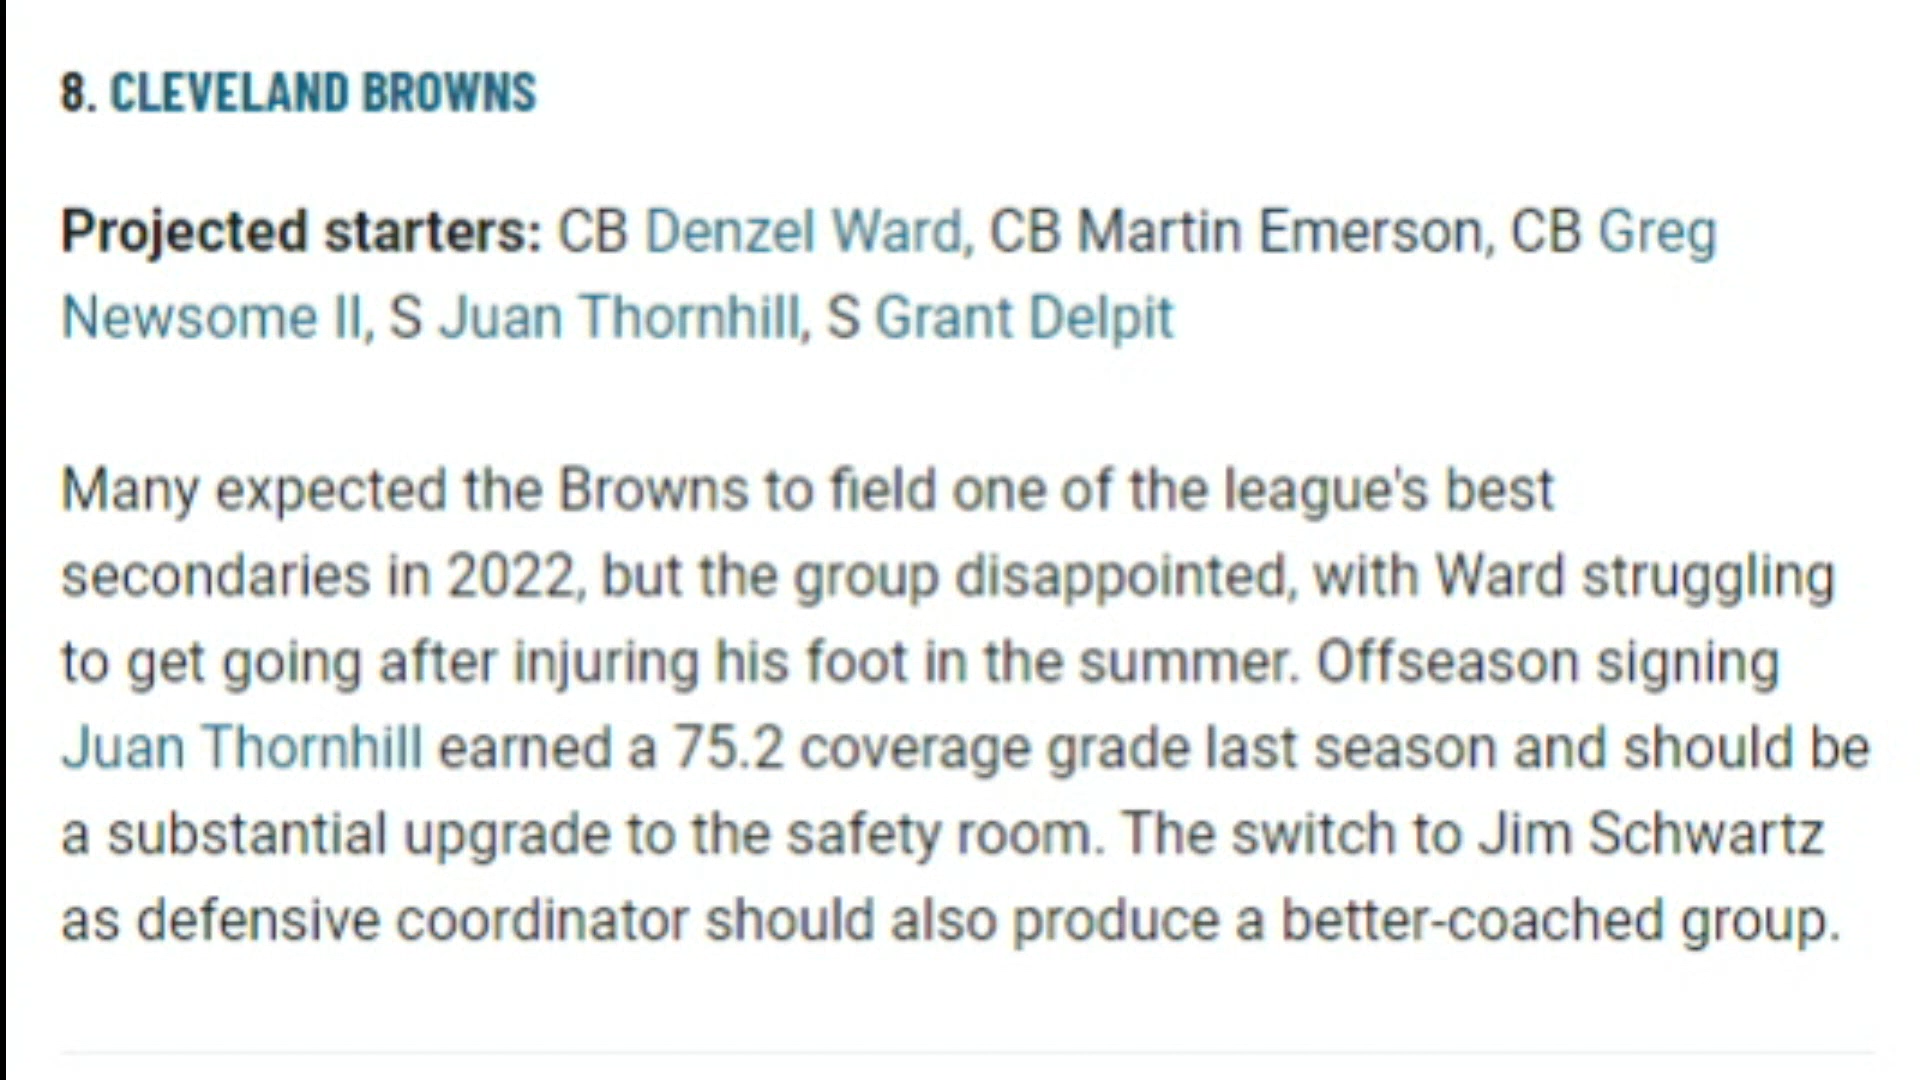 8. CLEVELAND BROWNS
Projected starters: CB Denzel Ward, CB Martin Emerson, CB Greg
Newsome II, S Juan Thornhill, S Grant Delpit
Many expected the Browns to field one of the league's best
secondaries in 2022, but the group disappointed, with Ward struggling
to get going after injuring his foot in the summer. Offseason signing
Juan Thornhill earned a 75.2 coverage grade last season and should be
a substantial upgrade to the safety room. The switch to Jim Schwartz
as defensive coordinator should also produce a better-coached group.